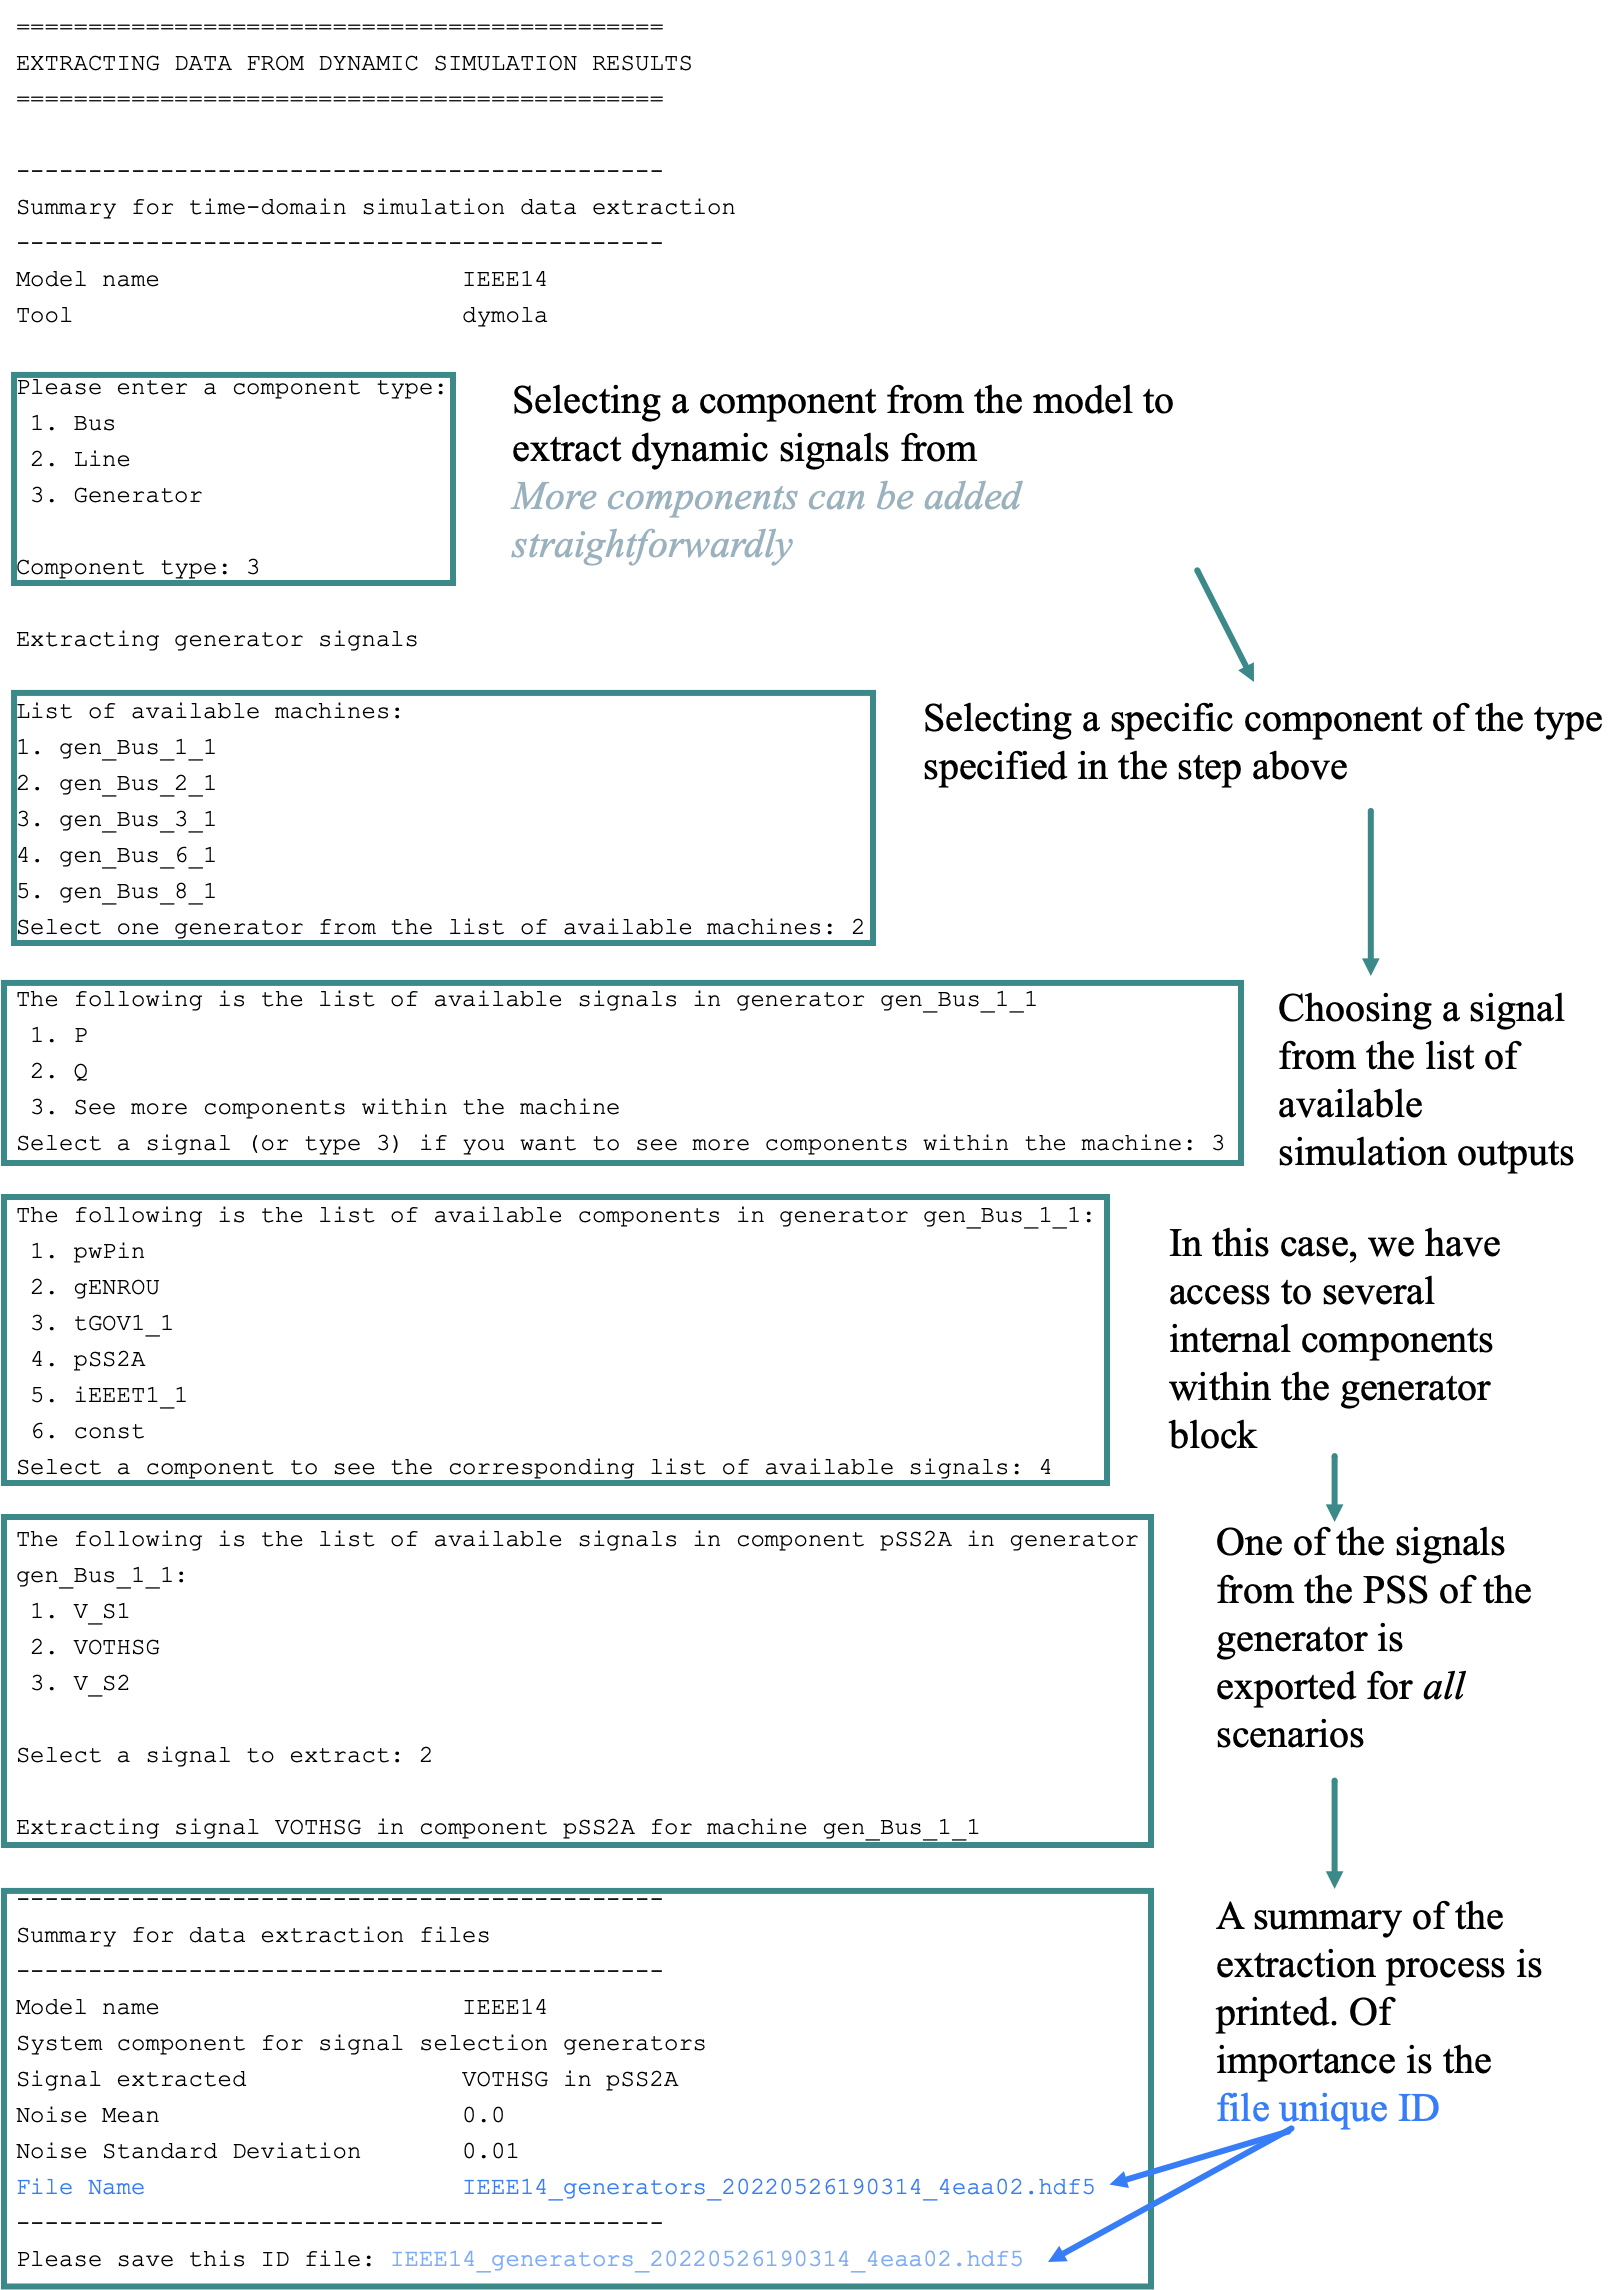 =============================================
EXTRACTING DATA FROM DYNAMIC SIMULATION RESULTS
=============================================
---------------------------------------------
Summary for time-domain simulation data extraction
---------------------------------------------
Model name IEEE14
Tool dymola
Please enter a component type:
1. Bus
2. Line
3. Generator
Component type: 3
Selecting a component from the model to
extract dynamic signals from
More components can be added
straightforwardly
Extracting generator signals
List of available machines:
1. gen_Bus_1_1
2. gen_Bus_2_1
3. gen_Bus_3_1
4. gen_Bus_6_1
5. gen_Bus_8_1
Select one generator from the list of available machines: 2
Selecting a specific component of the type
specified in the step above
The following is the list of available signals in generator gen_Bus_1_1
1. P
2. Q
3. See more components within the machine
Select a signal (or type 3) if you want to see more components within the machine: 3
Choosing a signal
from the list of
available
simulation outputs
The following is the list of available components in generator gen_Bus_1_1:
1. pwPin
2. gENROU
3. tGOV1_1
4. pSS2A
5. iEEET1_1
6. const
Select a component to see the corresponding list of available signals: 4
In this case, we have
access to several
internal components
within the generator
block
The following is the list of available signals in component pSS2A in generator
gen_Bus_1_1:
1. V_S1
2. VOTHSG
3. V_S2
Select a signal to extract: 2
Extracting signal VOTHSG in component pSS2A for machine gen_Bus_1_1
One of the signals
from the PSS of the
generator is
exported for all
scenarios
---------------------------------------------
Summary for data extraction files
---------------------------------------------
Model name IEEE14
System component for signal selection generators
Signal extracted VOTHSG in pSS2A
Noise Mean 0.0
Noise Standard Deviation 0.01
File Name IEEE14_generators_20220526190314_4eaa02.hdf5
---------------------------------------------
Please save this ID file: IEEE14_generators_20220526190314_4eaa02.hdf5
A summary of the
extraction process is
printed. Of
importance is the
file unique ID